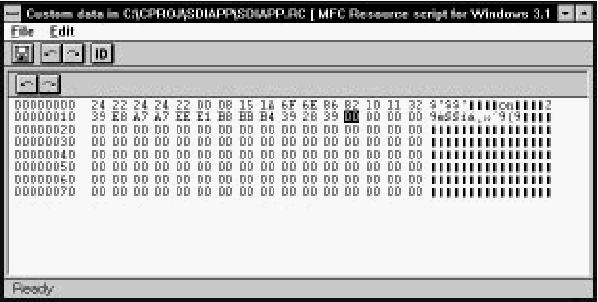 Custom data in C:\CPROJ\SDIAPP\SDIAPP.RC [ MFC Resource script for Windows 3.1
File Edit
ID
00000000 24 22 24 24 22 00 08 15 1A 6F 6E 86 82 10 11 32 $"$$" on 2
00000010 39 E8 A7 A7 EE E1 B8 BB B4 39 28 39 00 00 00 00
00000020 00 00 00 00 00 00 00 00 00 00 00 00 00 00 00 00
00000030 00 00 00 00 00 00 00 00 00 00 00 00 00 00 00 00
00000040 00 00 00 00 00 00 00 00 00 00 00 00 00 00 00 00
00000050 00 00 00 00 00 00 00 00 00 00 00 00 00 00 00 00
00000060 00 00 00 00 00 00 00 00 00 00 00 00 00 00 00 00
00000070 00 00 00 00 00 00 00 00 00 00 00 00 00 00 00 00
Ready